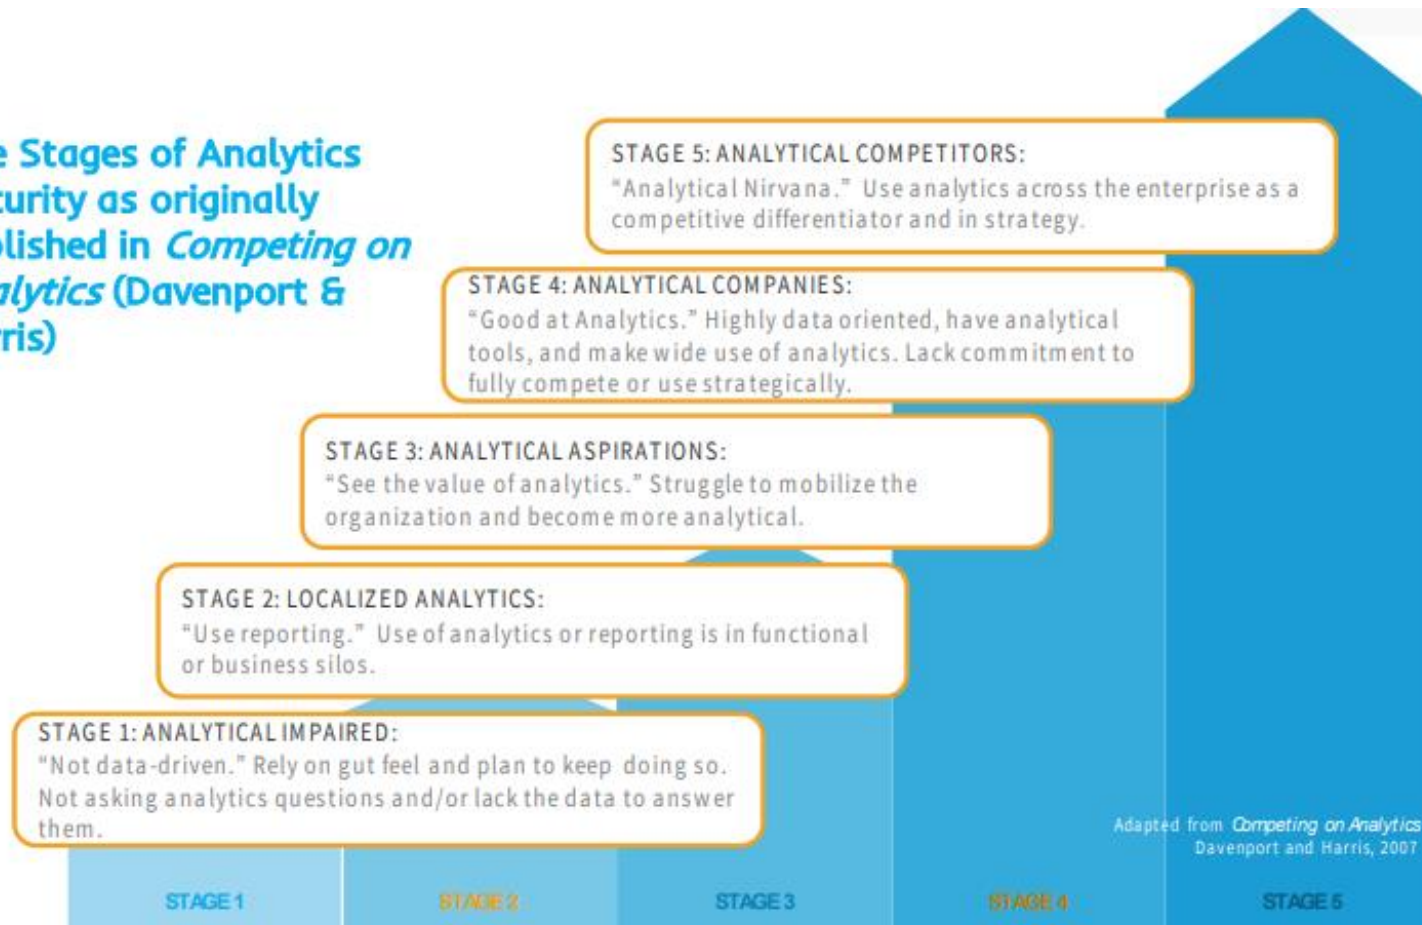 e Stages of Analytics
turity as originally
lished in Competing on
alytics (Davenport &
ris)
STAGE 5: ANALYTICAL COMPETITORS:
“Analytical Nirvana.” Use analytics across the enterprise as a
competitive differentiator and in strategy.
STAGE 4: ANALYTICAL COMPANIES:
“Good at Analytics.” Highly data oriented, have analytical
tools, and make wide use of analytics. Lack commitment to
fully compete or use strategically.
STAGE 3: ANALYTICAL ASPIRATIONS:
“See the value of analytics.” Struggle to mobilize the
organization and become more analytical.
STAGE 2: LOCALIZED ANALYTICS:
“Use reporting.” Use of analytics or reporting is in functional
or business silos.
STAGE 1: ANALYTICAL IMPAIRED:
“Not data-driven.” Rely on gut feel and plan to keep doing so.
Not asking analytics questions and/or lack the data to answer
them.
Adapted from Competing on Analytics
Davenport and Harris, 2007
STAGE 1
STAGE 2
STAGE 3
STAGE 4
STAGE 5